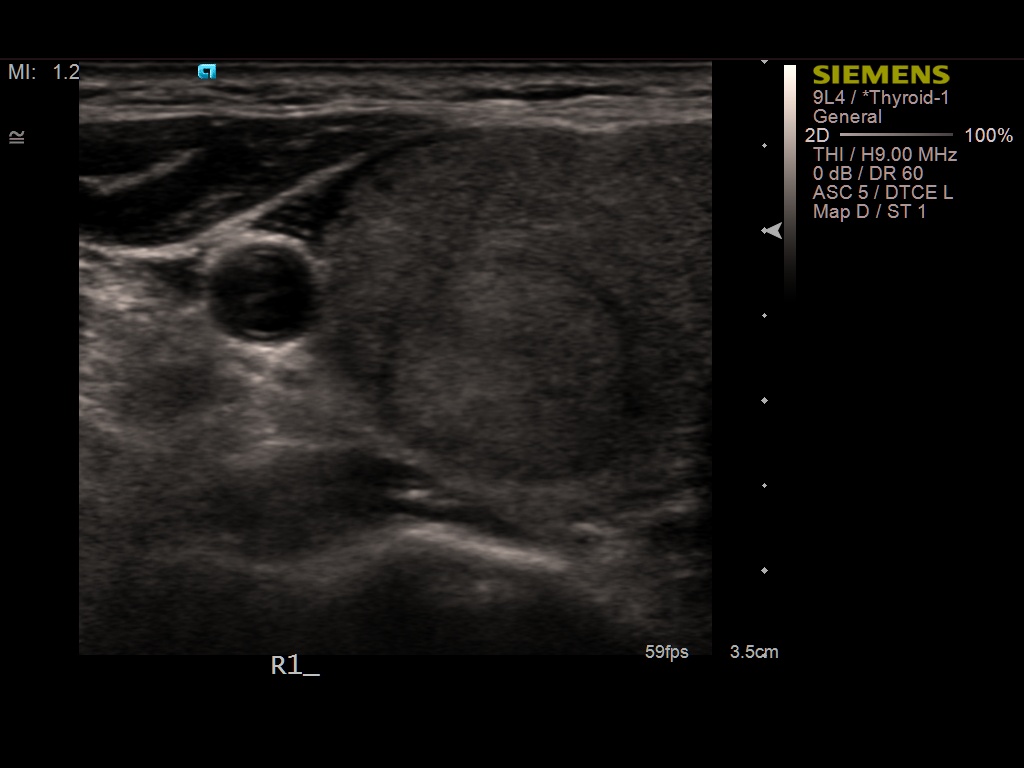 MI: 1.2
SIEMENS
9L4 / *Thyroid-1
General
2D 100%
THI / H9.00 MHz
0 dB / DR 60
ASC 5 / DTCE L
Map D / ST 1
59fps 3.5cm
R1_